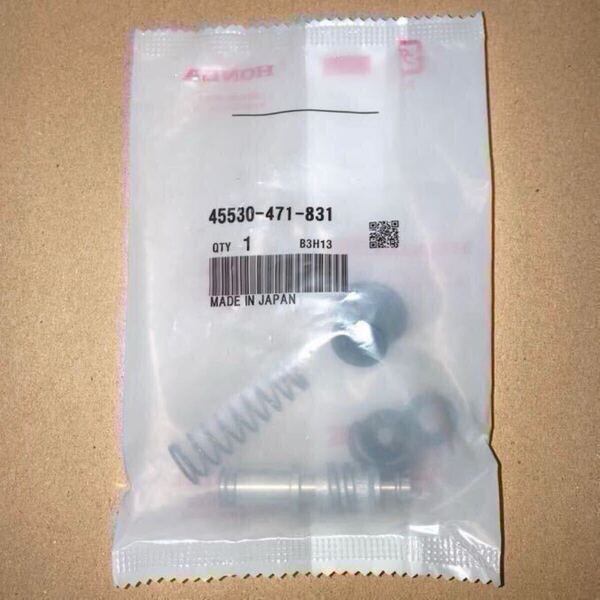 HONDA
45530-471-831
QTY 1 B3H13
MADE IN JAPAN